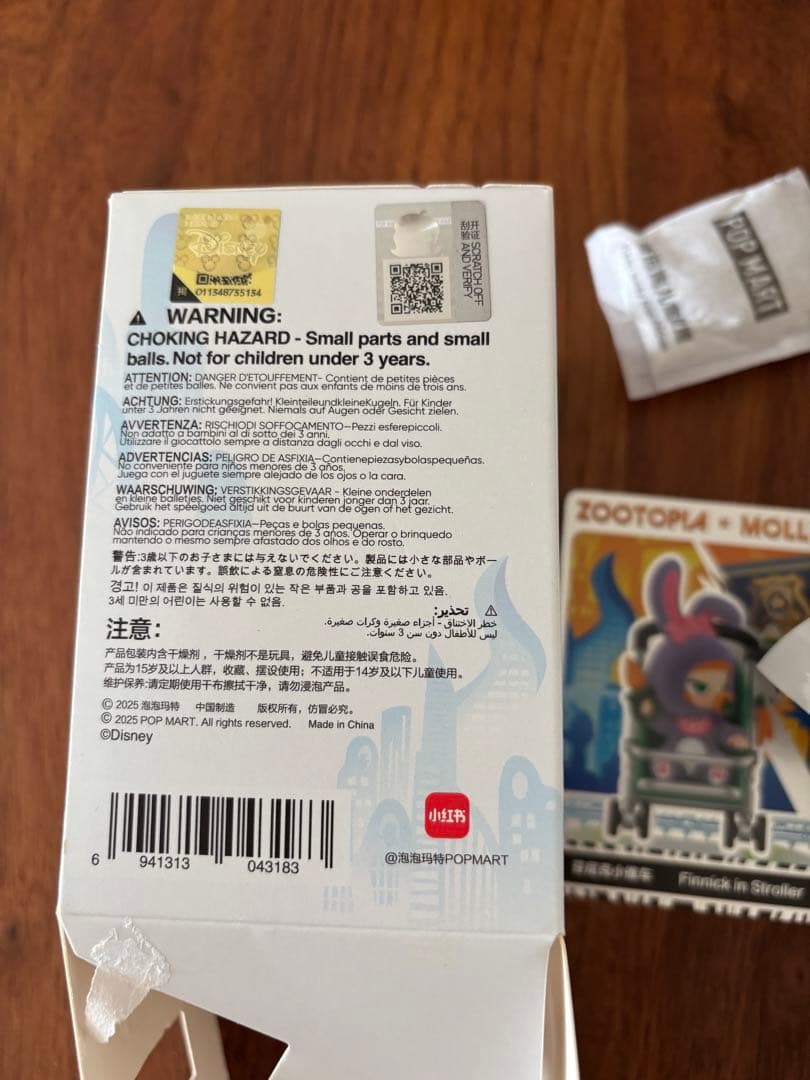 Disney
011348735134
刮开
验证 SCRATCH OFF
AND VERIFY
⚠ WARNING:
CHOKING HAZARD - Small parts and small
balls. Not for children under 3 years.
ATTENTION: DANGER D'ETOUFFEMENT- Contient de petites pièces
et de petites balles. Ne convient pas aux enfants de moins de trois ans.
ACHTUNG: Erstickungsgefahr! KleinteileundkleineKugeln. Für Kinder
unter 3 Jahren nicht geeignet. Niemals auf Augen oder Gesicht zielen.
AVVERTENZA: RISCHIODI SOFFOCAMENTO-Pezzi esferepiccoli.
Non adatto a bambini al di sotto dei 3 anni.
Utilizzare il giocattolo sempre a distanza dagli occhi e dal viso.
ADVERTENCIAS: PELIGRO DE ASFIXIA-Contienepiezasybolaspequeñas.
No conveniente para niños menores de 3 años,
Juega con el juguete siempre alejado de los ojos o la cara.
WAARSCHUWING: VERSTIKKINGSGEVAAR - Kleine onderdelen
en kleine balletjes. Niet geschikt voor kinderen jonger dan 3 jaar.
Gebruik het speelgoed altijd uit de buurt van de ogen of het gezicht.
AVISOS: PERIGODEASFIXIA-Peças e bolas pequenas.
Não indicado para crianças menores de 3 años. Operar o brinquedo
mantendo o mesmo sempre afastado dos olhos e do rosto.
警告:3歳以下のお子さまには与えないでください。製品には小さな部品やボー
ルが含まれています。誤飲による窒息の危険性にご注意ください。
경고! 이 제품은 질식의 위험이 있는 작은 부품과 공을 포함하고 있음.
3세 미만의 어린이는 사용할 수 없음.
⚠ تحذير:
خطر الاختناق - أجزاء صغيرة وكرات صغيرة.
ليس للأطفال دون سن 3 سنوات.
注意:
产品包装内含干燥剂，干燥剂不是玩具，避免儿童接触误食危险。
产品为15岁及以上人群，收藏、摆设使用；不适用于14岁及以下儿童使用。
维护保养:请定期使用干布擦拭干净，请勿浸泡产品。
© 2025 泡泡玛特 中国制造 版权所有，仿冒必究。
© 2025 POP MART. All rights reserved. Made in China
©Disney
6 941313 043183
小红书
@泡泡玛特POPMART
POP MART
ZOOTOPIA + MOLL
Finnick in Stroller